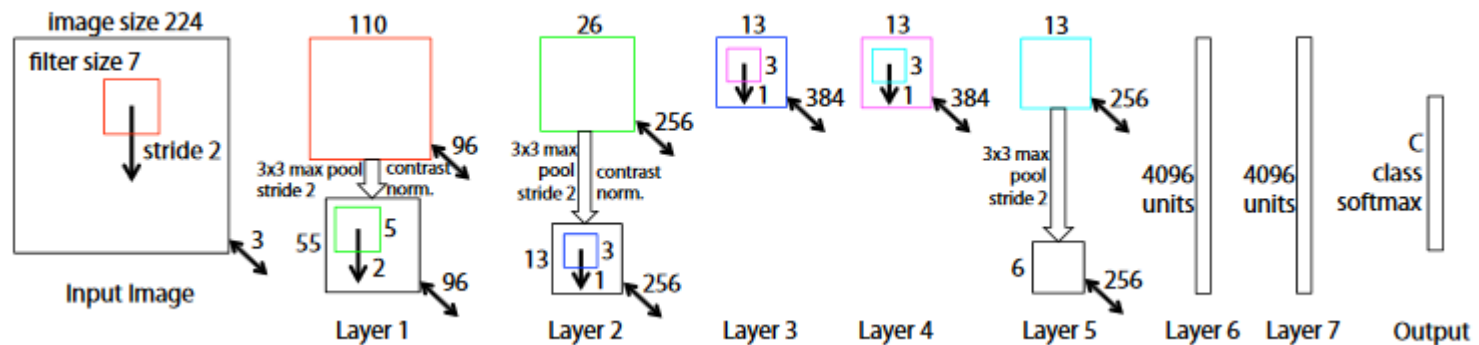 image size 224
filter size 7
stride 2
3
Input Image
110
96
3x3 max pool
stride 2
contrast
norm.
55
5
2
96
Layer 1
26
256
3x3 max
pool
stride 2
contrast
norm.
13
3
1
256
Layer 2
13
3
1
384
Layer 3
13
3
1
384
Layer 4
13
256
3x3 max
pool
stride 2
6
256
Layer 5
4096
units
Layer 6
4096
units
Layer 7
C
class
softmax
Output